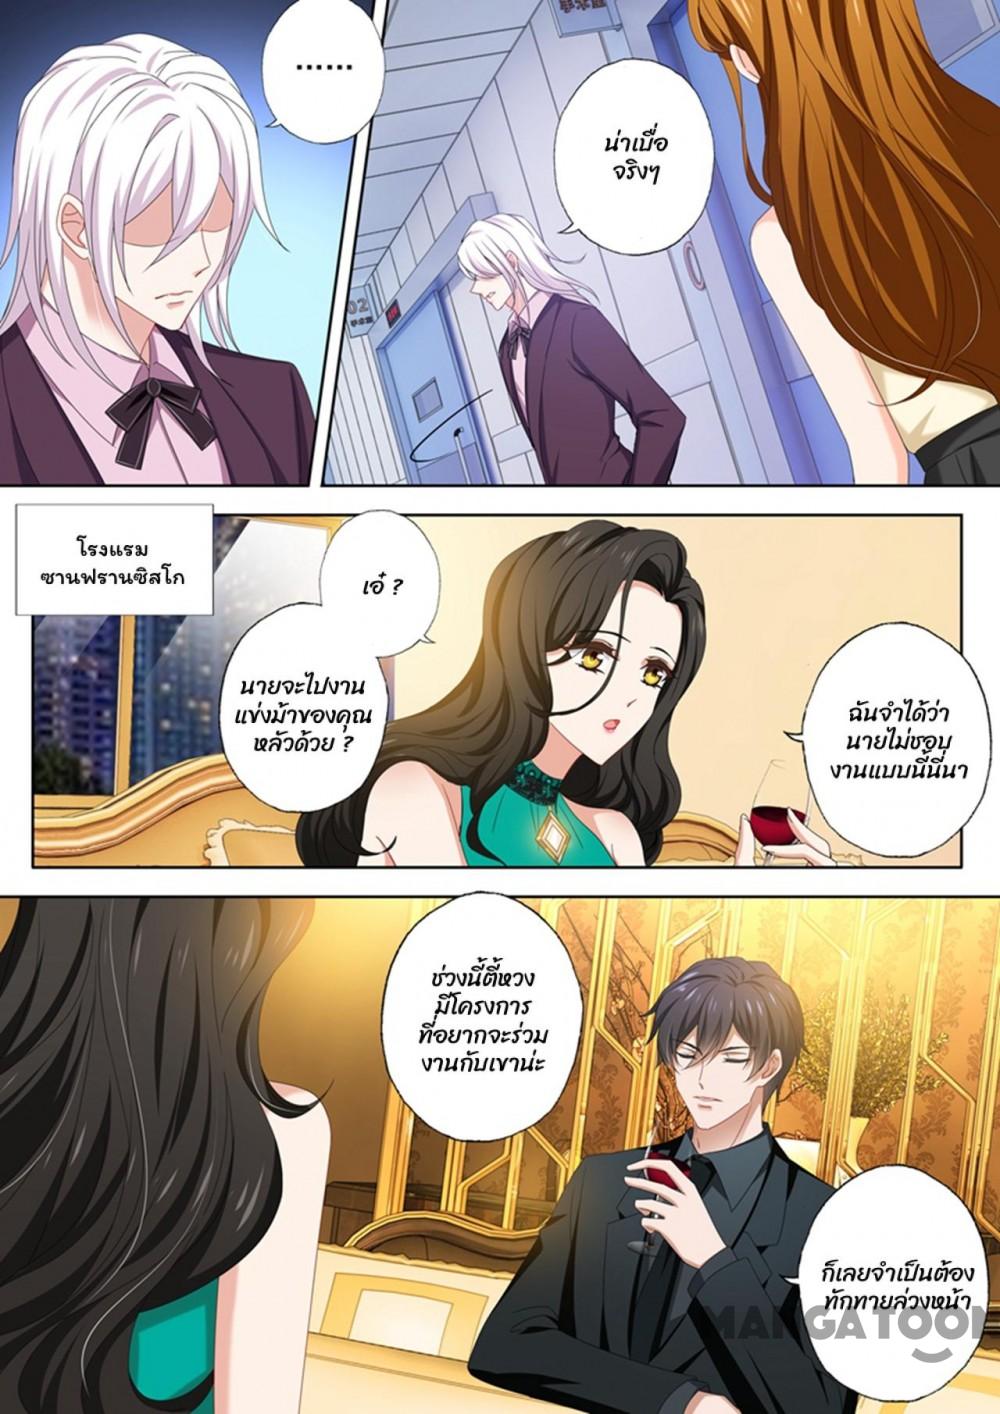 ......
น่าเบื่อ
จริงๆ
02
手术室
โรงแรม
ซานฟรานซิสโก
เอ๋ ?
นายจะไปงาน
แข่งม้าของคุณ
หลัวด้วย ?
ฉันจำได้ว่า
นายไม่ชอบ
งานแบบนี้นี่นา
ช่วงนี้ตี้หวง
มีโครงการ
ที่อยากจะร่วม
งานกับเขาน่ะ
ก็เลยจำเป็นต้อง
ทักทายล่วงหน้า
MANGATOON